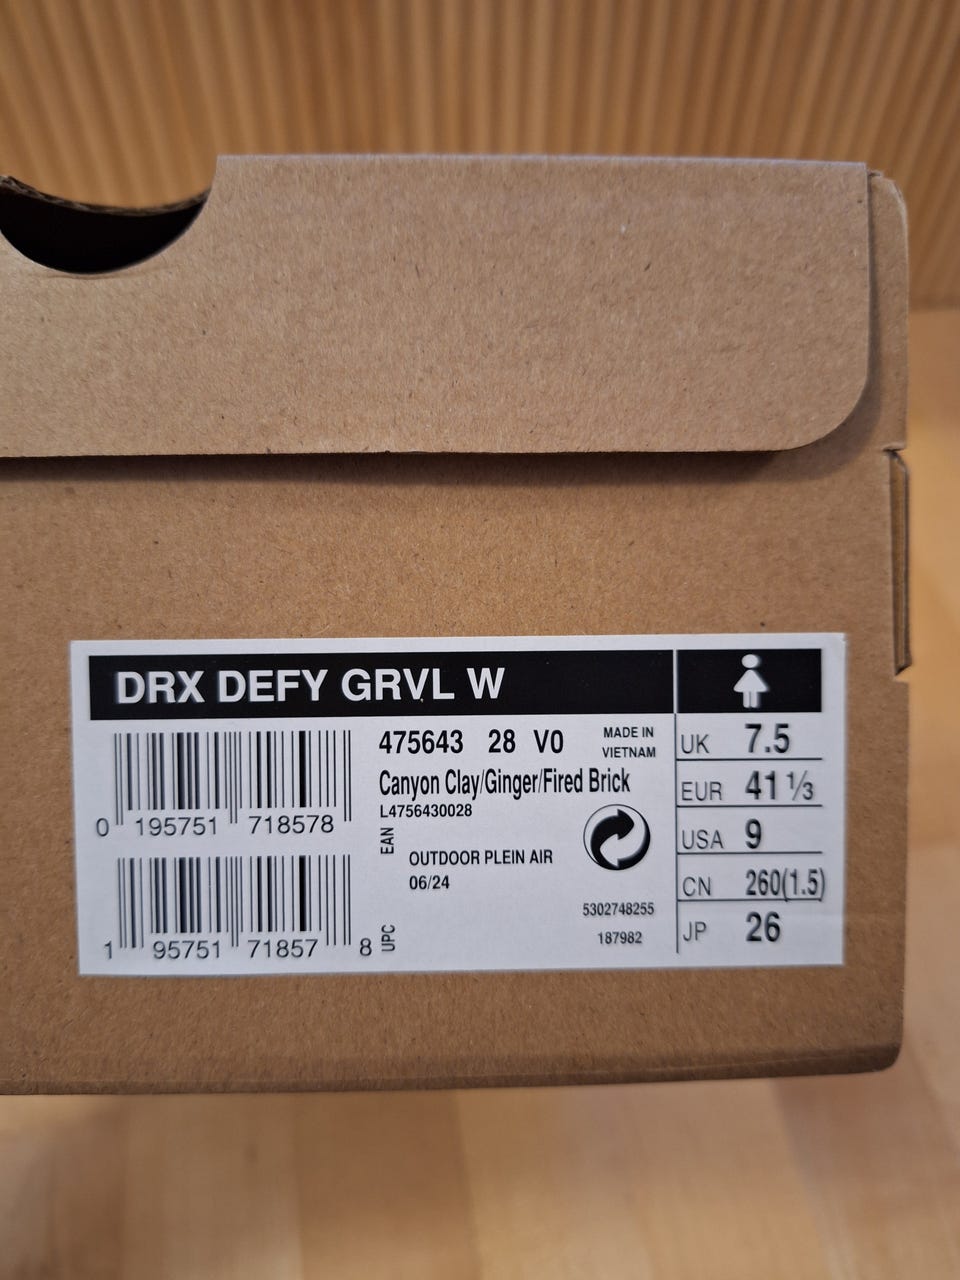 DRX DEFY GRVL W
475643 28 V0
MADE IN
VIETNAM
Canyon Clay/Ginger/Fired Brick
L4756430028
0 195751 718578
EAN
OUTDOOR PLEIN AIR
06/24
1 95751 71857 8
UPC
5302748255
187982
UK 7.5
EUR 41 ⅓
USA 9
CN 260(1.5)
JP 26